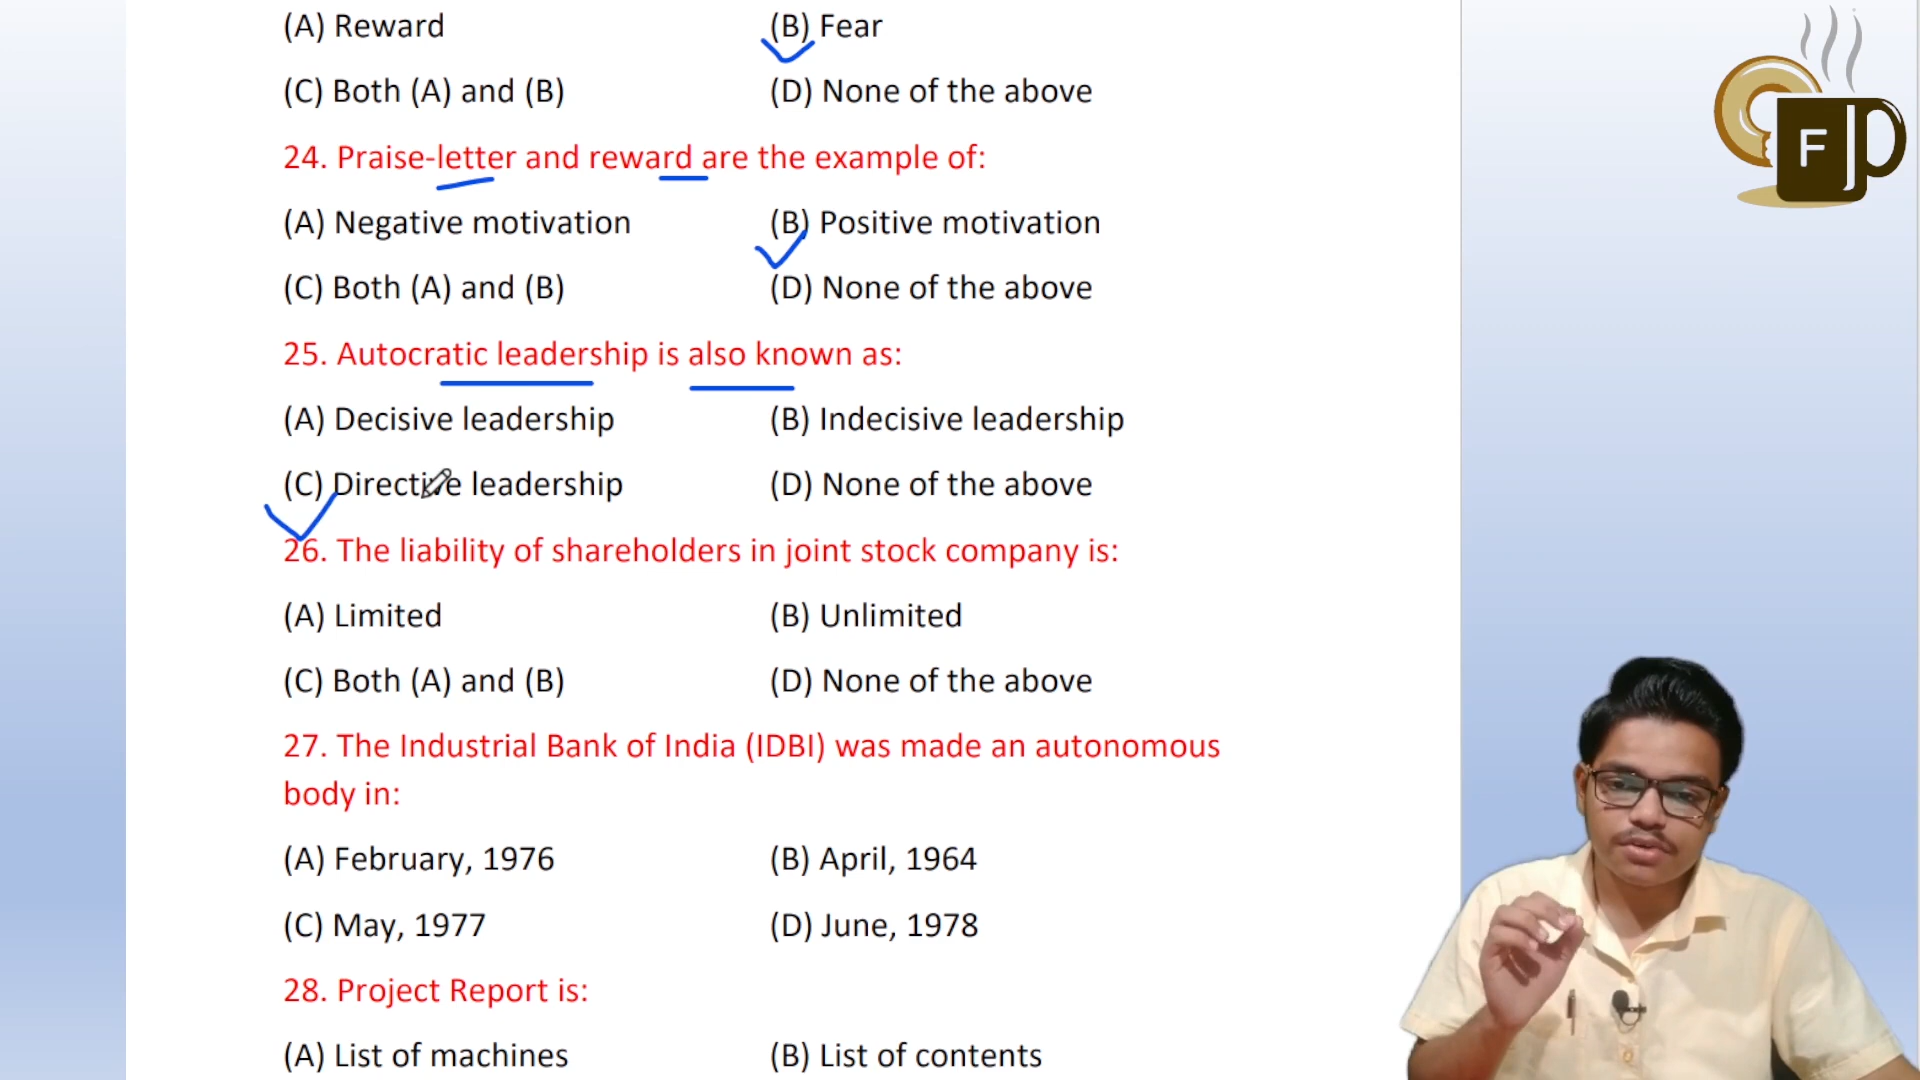 (A) Reward (B) Fear
(C) Both (A) and (B) (D) None of the above
24. Praise-letter and reward are the example of:
(A) Negative motivation (B) Positive motivation
(C) Both (A) and (B) (D) None of the above
25. Autocratic leadership is also known as:
(A) Decisive leadership (B) Indecisive leadership
(C) Directive leadership (D) None of the above
26. The liability of shareholders in joint stock company is:
(A) Limited (B) Unlimited
(C) Both (A) and (B) (D) None of the above
27. The Industrial Bank of India (IDBI) was made an autonomous
body in:
(A) February, 1976 (B) April, 1964
(C) May, 1977 (D) June, 1978
28. Project Report is:
(A) List of machines (B) List of contents
FJ